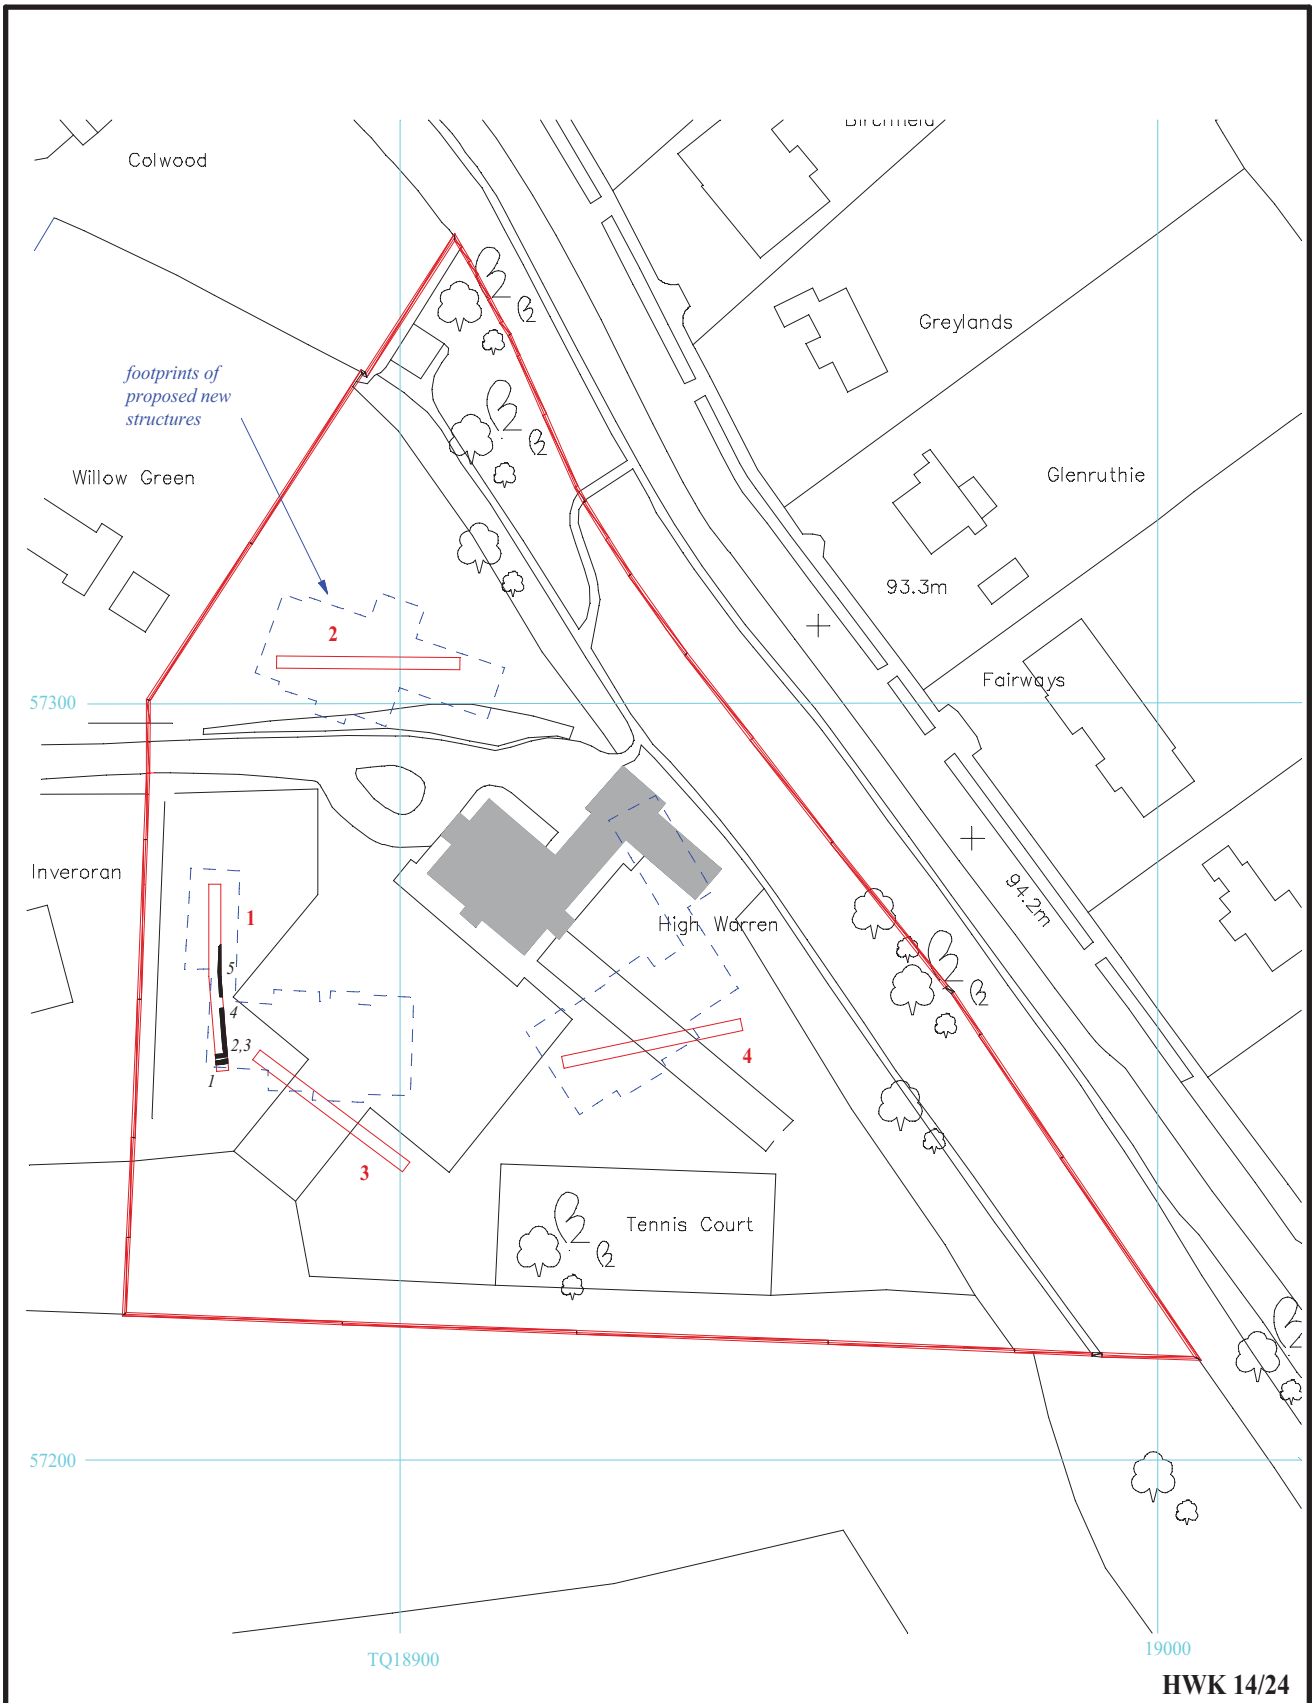 Birchfield
Colwood
Greylands
footprints of
proposed new
structures
Willow Green
Glenruthie
93.3m
2
Fairways
57300
Inveroran
94.2m
1
High Warren
5
4
2,3
1
4
3
Tennis Court
57200
TQ18900
19000
HWK 14/24